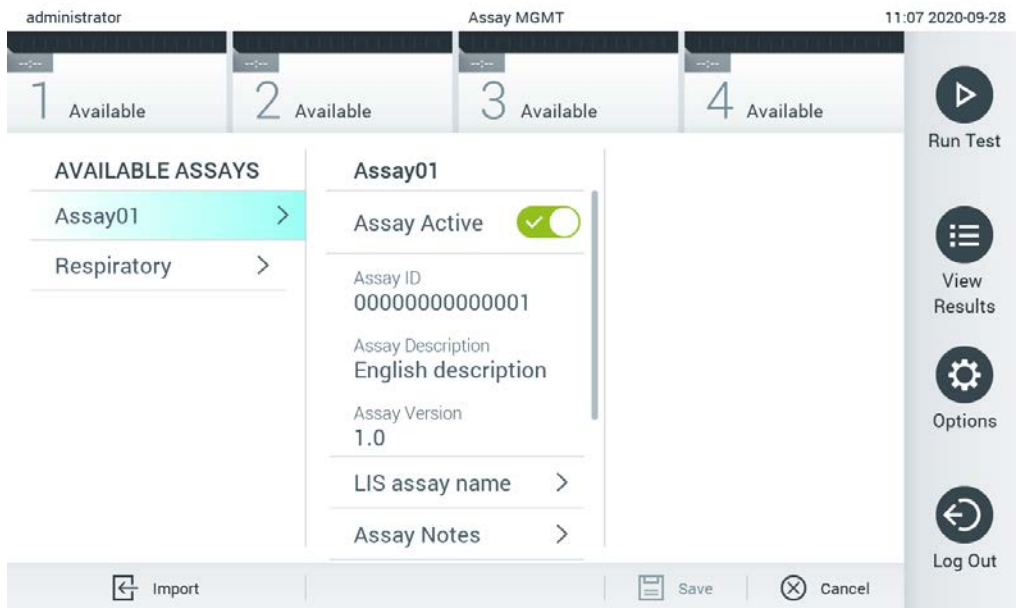 administrator
Assay MGMT
11:07 2020-09-28
--:--
1 Available
--:--
2 Available
--:--
3 Available
--:--
4 Available
AVAILABLE ASSAYS
Assay01
Respiratory
Assay01
Assay Active
Assay ID
00000000000001
Assay Description
English description
Assay Version
1.0
LIS assay name
Assay Notes
Run Test
View
Results
Options
Log Out
Import
Save
Cancel